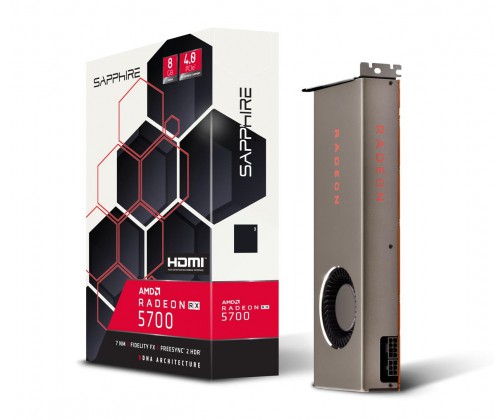 SAPPHIRE
8
GB
4.0
PCIe
SAPPHIRE
HDMI
AMD
RADEON RX
5700
7 NM | FIDELITY FX | FREESYNC 2 HDR
RDNA ARCHITECTURE
AMD
RADEON RX
5700
RADEON
RADEON